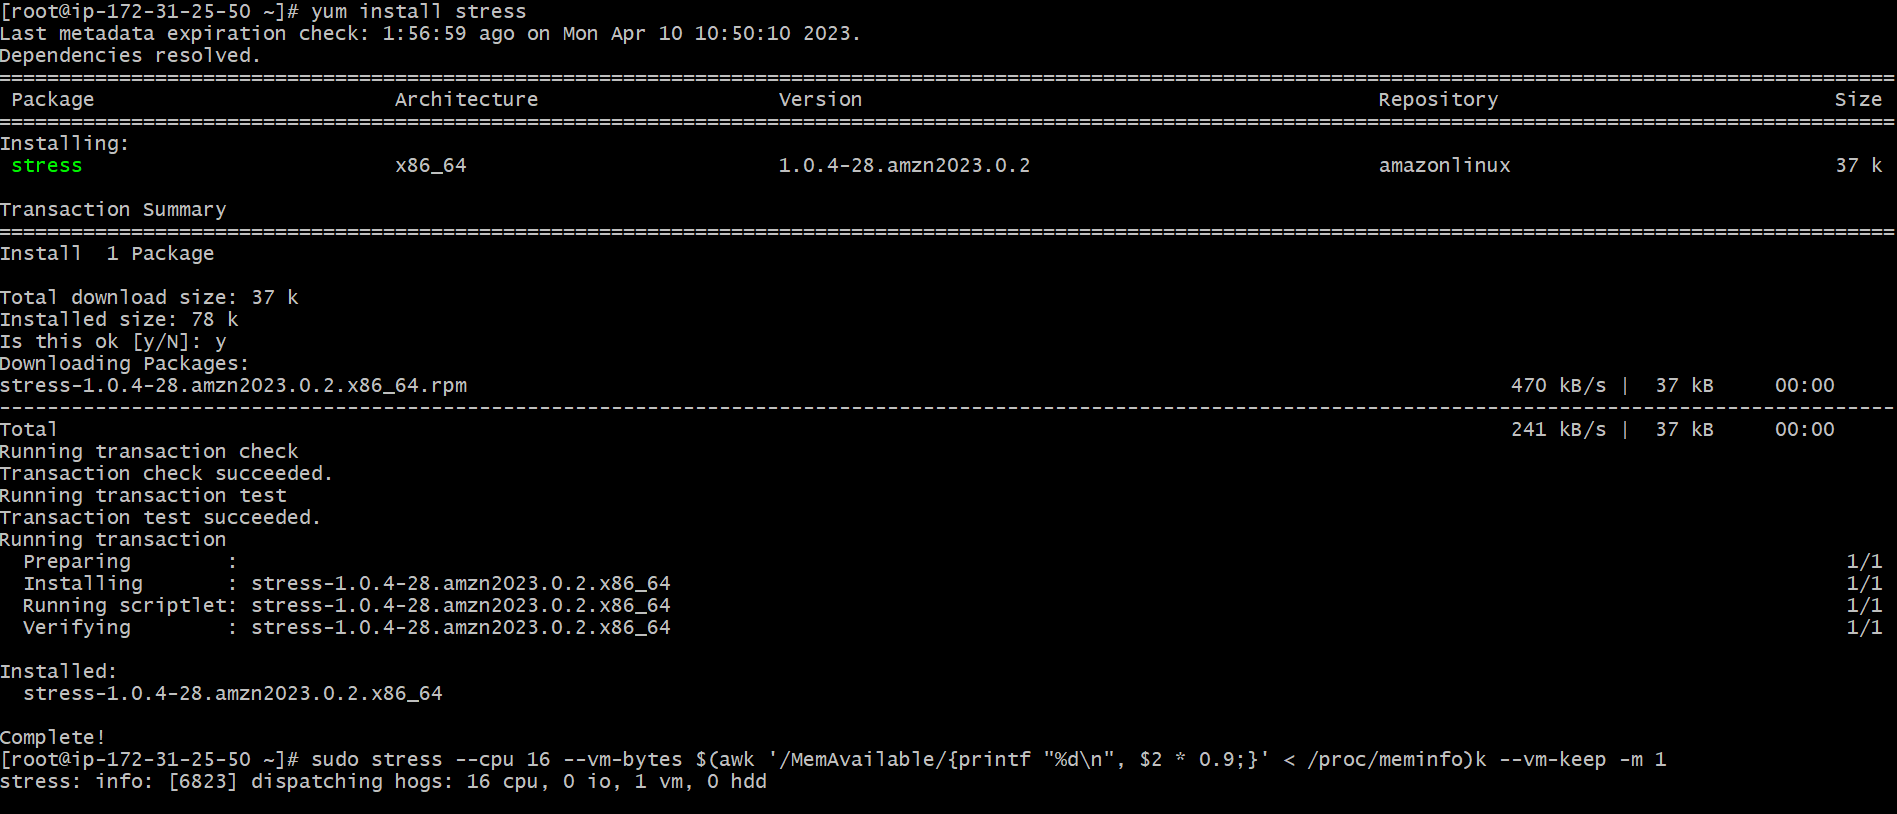 [root@ip-172-31-25-50 ~]# yum install stress
Last metadata expiration check: 1:56:59 ago on Mon Apr 10 10:50:10 2023.
Dependencies resolved.
================================================================================
Package Architecture Version Repository Size
================================================================================
Installing:
stress x86_64 1.0.4-28.amzn2023.0.2 amazonlinux 37 k
Transaction Summary
================================================================================
Install  1 Package
Total download size: 37 k
Installed size: 78 k
Is this ok [y/N]: y
Downloading Packages:
stress-1.0.4-28.amzn2023.0.2.x86_64.rpm 470 kB/s |  37 kB     00:00
--------------------------------------------------------------------------------
Total 241 kB/s |  37 kB     00:00
Running transaction check
Transaction check succeeded.
Running transaction test
Transaction test succeeded.
Running transaction
  Preparing        : 1/1
  Installing       : stress-1.0.4-28.amzn2023.0.2.x86_64 1/1
  Running scriptlet: stress-1.0.4-28.amzn2023.0.2.x86_64 1/1
  Verifying        : stress-1.0.4-28.amzn2023.0.2.x86_64 1/1
Installed:
  stress-1.0.4-28.amzn2023.0.2.x86_64
Complete!
[root@ip-172-31-25-50 ~]# sudo stress --cpu 16 --vm-bytes $(awk '/MemAvailable/{printf "%d\n", $2 * 0.9;}' < /proc/meminfo)k --vm-keep -m 1
stress: info: [6823] dispatching hogs: 16 cpu, 0 io, 1 vm, 0 hdd